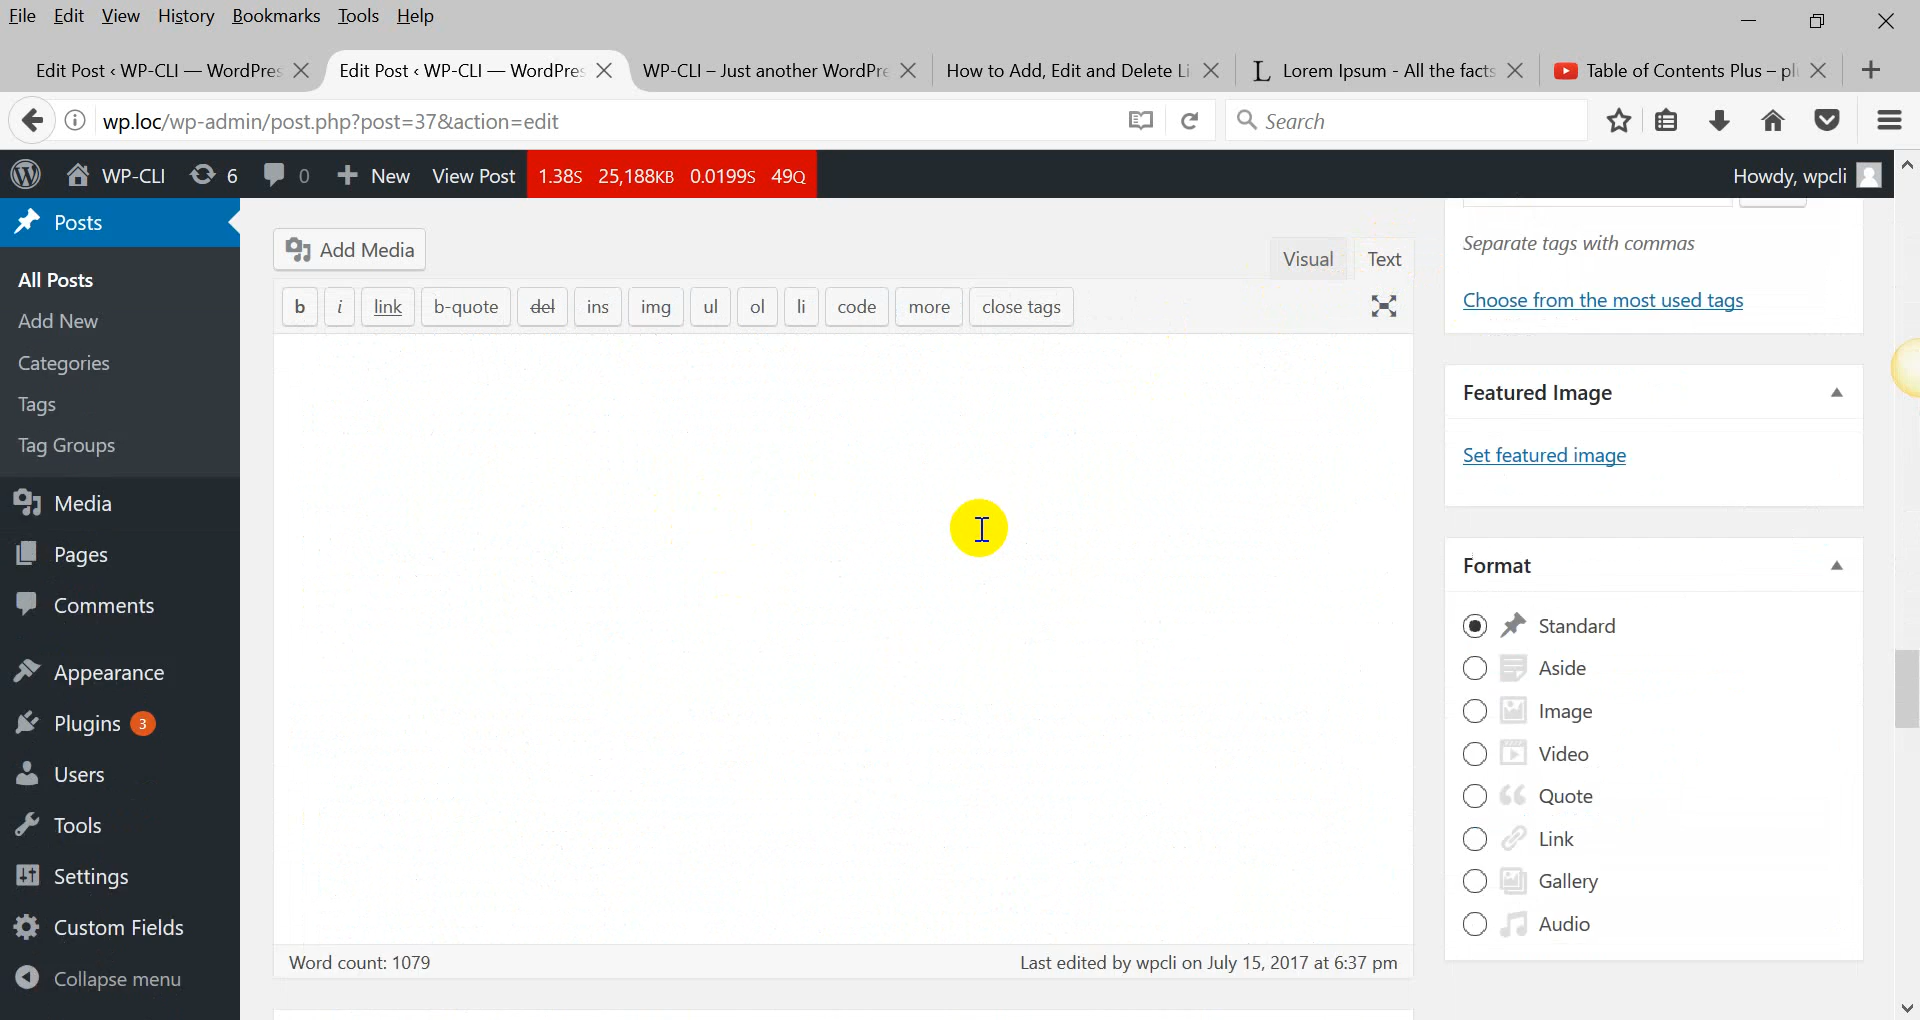 File Edit View History Bookmarks Tools Help
Edit Post ‹ WP-CLI — WordPres
Edit Post ‹ WP-CLI — WordPres
WP-CLI – Just another WordPre
How to Add, Edit and Delete Li
Lorem Ipsum - All the facts
Table of Contents Plus – pl
wp.loc/wp-admin/post.php?post=37&action=edit
Search
WP-CLI 6 0 New View Post 1.38S 25,188KB 0.0199S 49Q
Howdy, wpcli
Posts
All Posts
Add New
Categories
Tags
Tag Groups
Media
Pages
Comments
Appearance
Plugins 3
Users
Tools
Settings
Custom Fields
Collapse menu
Add Media
Visual Text
b i link b-quote del ins img ul ol li code more close tags
Word count: 1079
Last edited by wpcli on July 15, 2017 at 6:37 pm
Separate tags with commas
Choose from the most used tags
Featured Image
Set featured image
Format
Standard
Aside
Image
Video
Quote
Link
Gallery
Audio